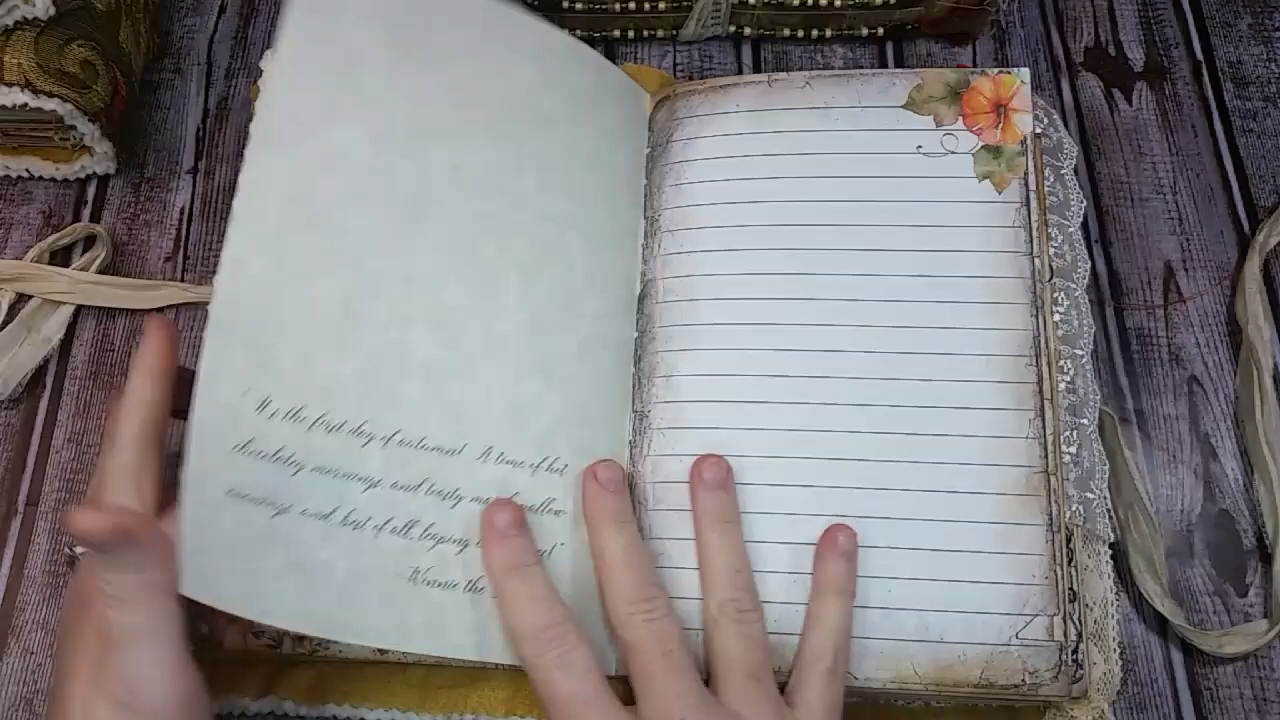 "It's the first day of autumn! A time of hot
chocolatey mornings, and toasty
evenings, and, best of all, leaping
Winnie the